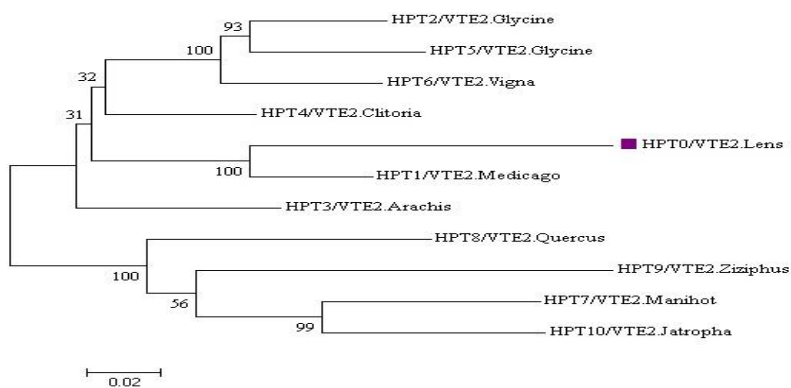 HPT2/VTE2.Glycine
93
100
HPT5/VTE2.Glycine
32
HPT6/VTE2.Vigna
31
HPT4/VTE2.Clitoria
HPT0/VTE2.Lens
100
HPT1/VTE2.Medicago
HPT3/VTE2.Arachis
HPT8/VTE2.Quercus
100
HPT9/VTE2.Ziziphus
56
HPT7/VTE2.Manihot
99
HPT10/VTE2.Jatropha
0.02